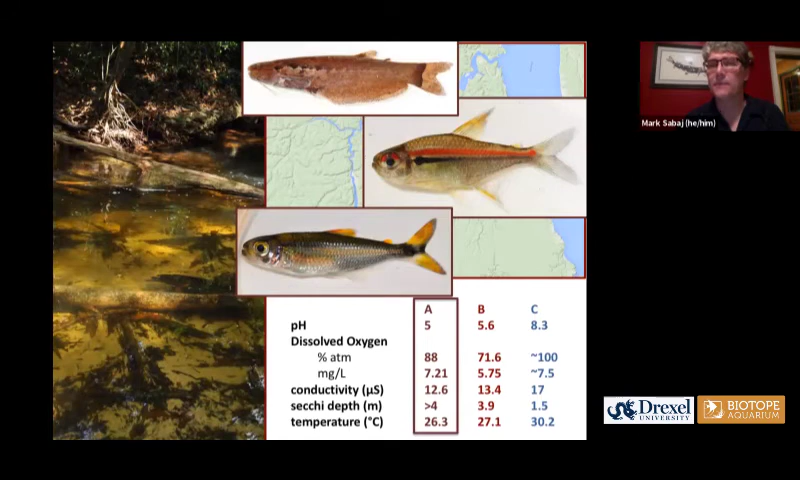 Mark Sabaj (he/him)
A B C
pH 5 5.6 8.3
Dissolved Oxygen
% atm 88 71.6 ~100
mg/L 7.21 5.75 ~7.5
conductivity (µS) 12.6 13.4 17
secchi depth (m) >4 3.9 1.5
temperature (°C) 26.3 27.1 30.2
Drexel
UNIVERSITY
BIOTOPE
AQUARIUM